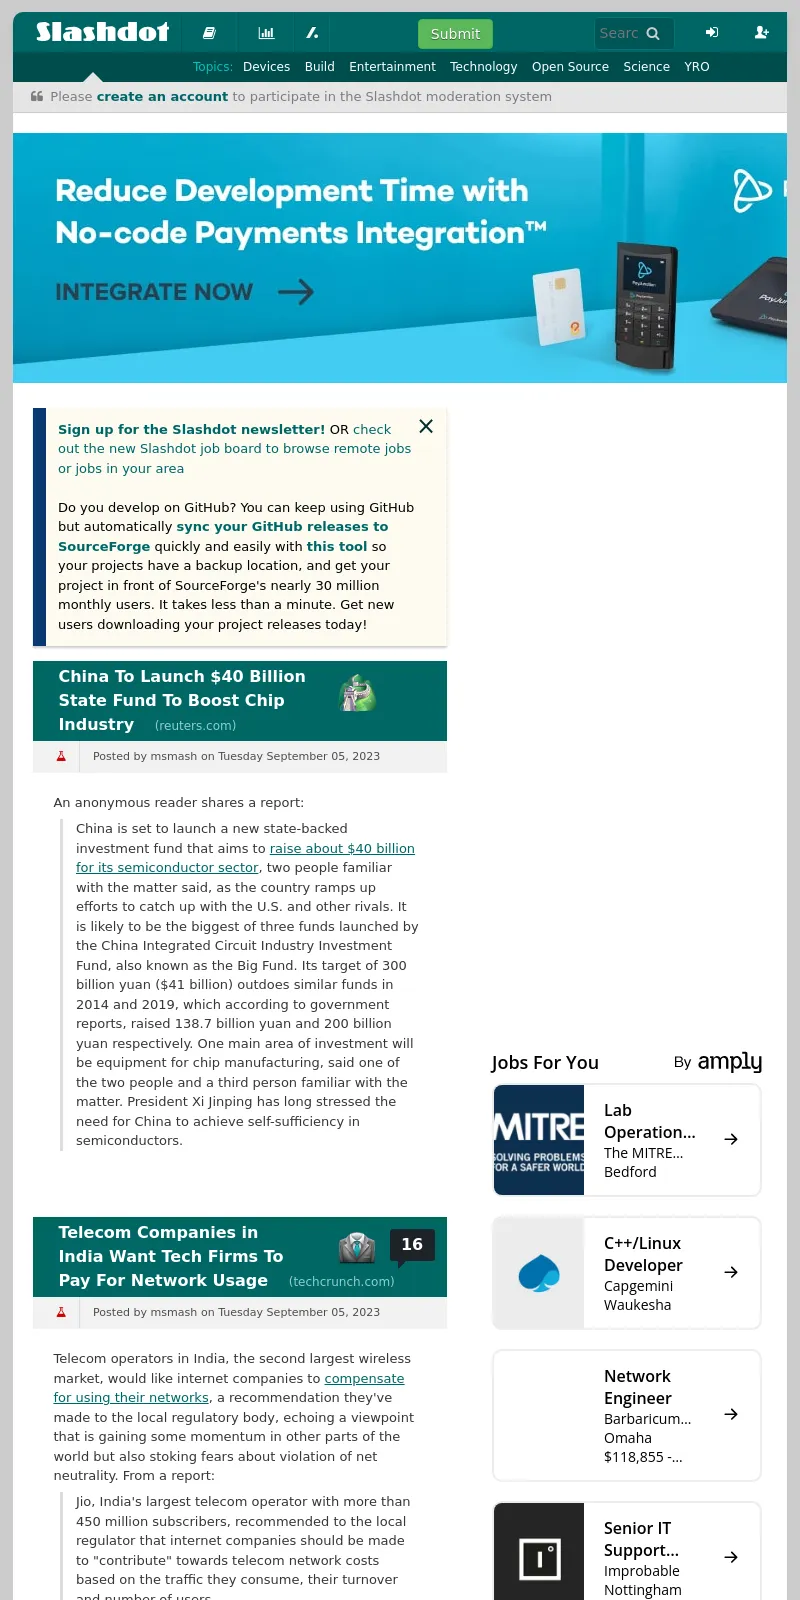 Slashdot
Submit
Searc
Topics: Devices Build Entertainment Technology Open Source Science YRO
Please create an account to participate in the Slashdot moderation system
Reduce Development Time with
No-code Payments Integration™
INTEGRATE NOW
Sign up for the Slashdot newsletter! OR check
out the new Slashdot job board to browse remote jobs
or jobs in your area
Do you develop on GitHub? You can keep using GitHub
but automatically sync your GitHub releases to
SourceForge quickly and easily with this tool so
your projects have a backup location, and get your
project in front of SourceForge's nearly 30 million
monthly users. It takes less than a minute. Get new
users downloading your project releases today!
China To Launch $40 Billion
State Fund To Boost Chip
Industry (reuters.com)
Posted by msmash on Tuesday September 05, 2023
An anonymous reader shares a report:
China is set to launch a new state-backed
investment fund that aims to raise about $40 billion
for its semiconductor sector, two people familiar
with the matter said, as the country ramps up
efforts to catch up with the U.S. and other rivals. It
is likely to be the biggest of three funds launched by
the China Integrated Circuit Industry Investment
Fund, also known as the Big Fund. Its target of 300
billion yuan ($41 billion) outdoes similar funds in
2014 and 2019, which according to government
reports, raised 138.7 billion yuan and 200 billion
yuan respectively. One main area of investment will
be equipment for chip manufacturing, said one of
the two people and a third person familiar with the
matter. President Xi Jinping has long stressed the
need for China to achieve self-sufficiency in
semiconductors.
Telecom Companies in
India Want Tech Firms To
Pay For Network Usage (techcrunch.com)
16
Posted by msmash on Tuesday September 05, 2023
Telecom operators in India, the second largest wireless
market, would like internet companies to compensate
for using their networks, a recommendation they've
made to the local regulatory body, echoing a viewpoint
that is gaining some momentum in other parts of the
world but also stoking fears about violation of net
neutrality. From a report:
Jio, India's largest telecom operator with more than
450 million subscribers, recommended to the local
regulator that internet companies should be made
to "contribute" towards telecom network costs
based on the traffic they consume, their turnover
and number of users
Jobs For You
By amply
MITRE
SOLVING PROBLEMS
FOR A SAFER WORLD
Lab
Operation...
The MITRE...
Bedford
C++/Linux
Developer
Capgemini
Waukesha
Network
Engineer
Barbaricum...
Omaha
$118,855 -...
Senior IT
Support...
Improbable
Nottingham